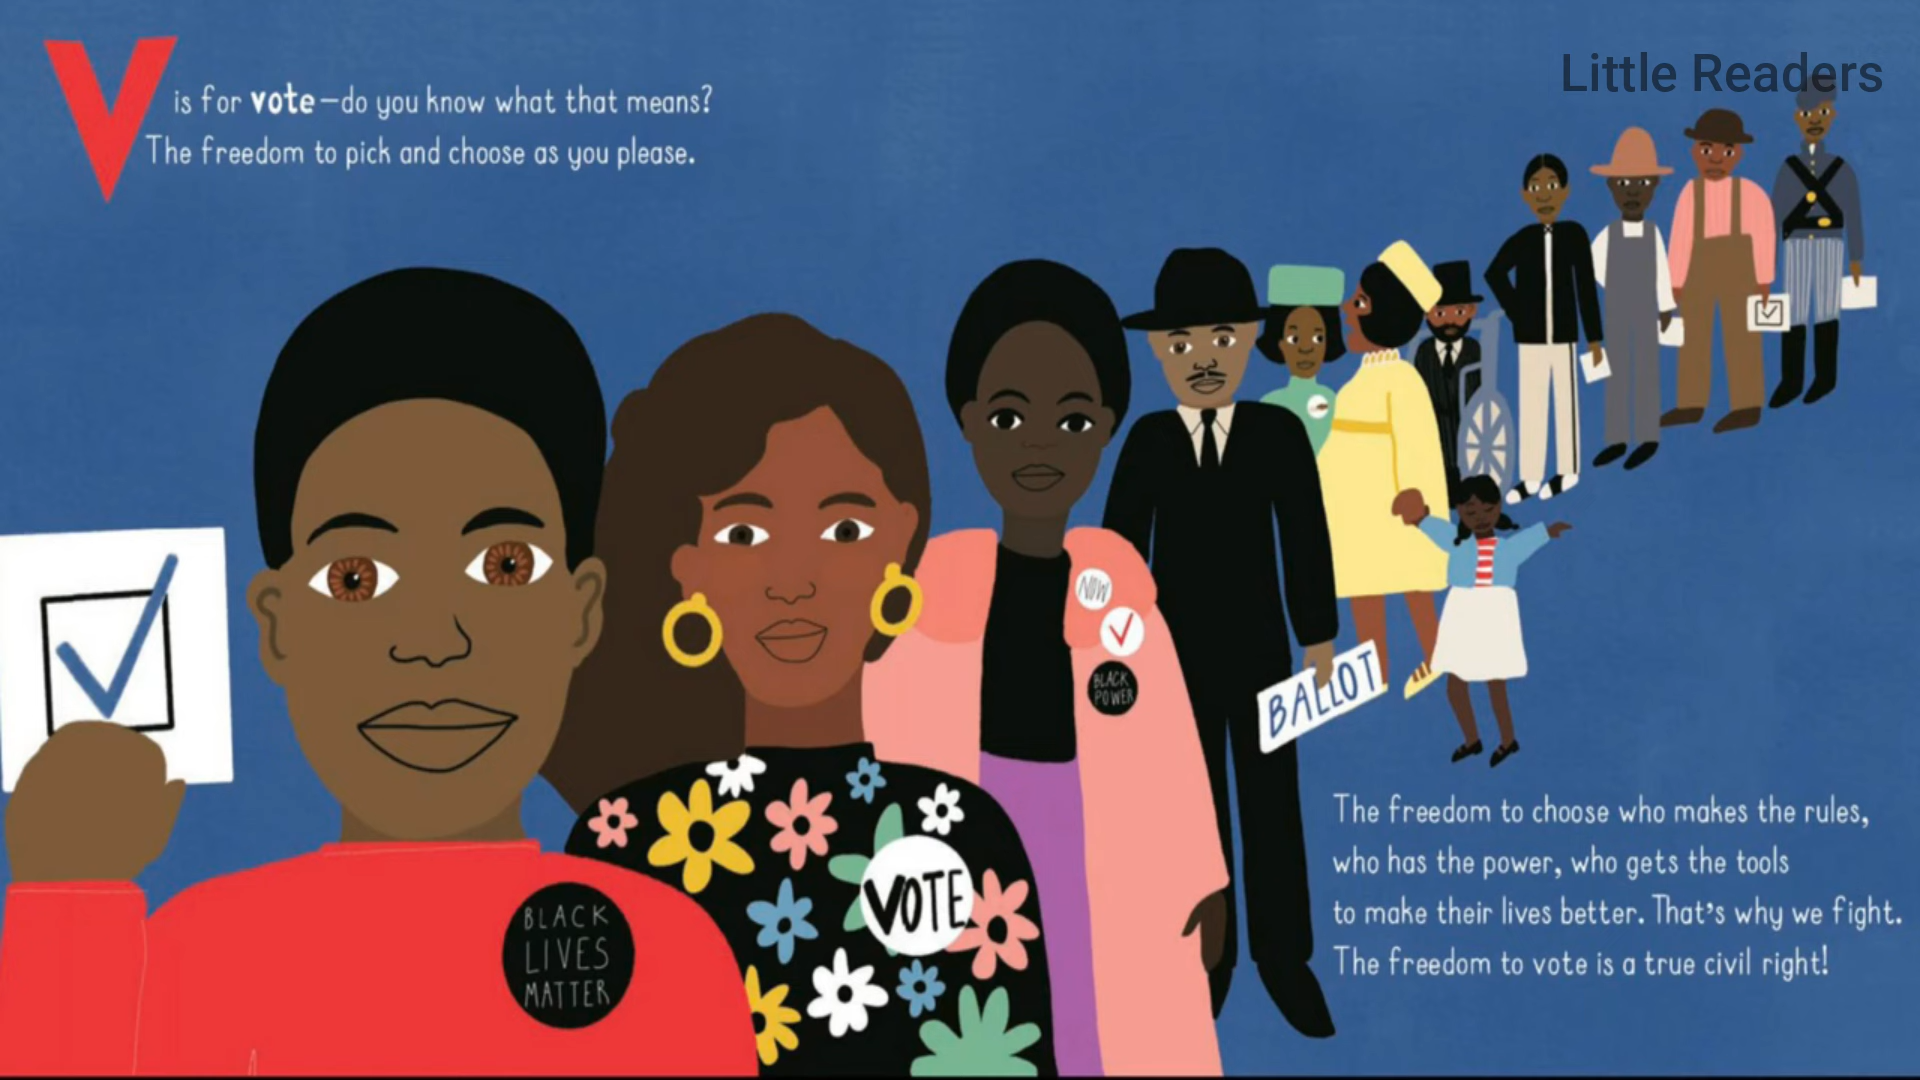 Little Readers
V is for vote—do you know what that means?
The freedom to pick and choose as you please.
NOW
BLACK
POWER
BALLOT
VOTE
BLACK
LIVES
MATTER
The freedom to choose who makes the rules,
who has the power, who gets the tools
to make their lives better. That's why we fight.
The freedom to vote is a true civil right!